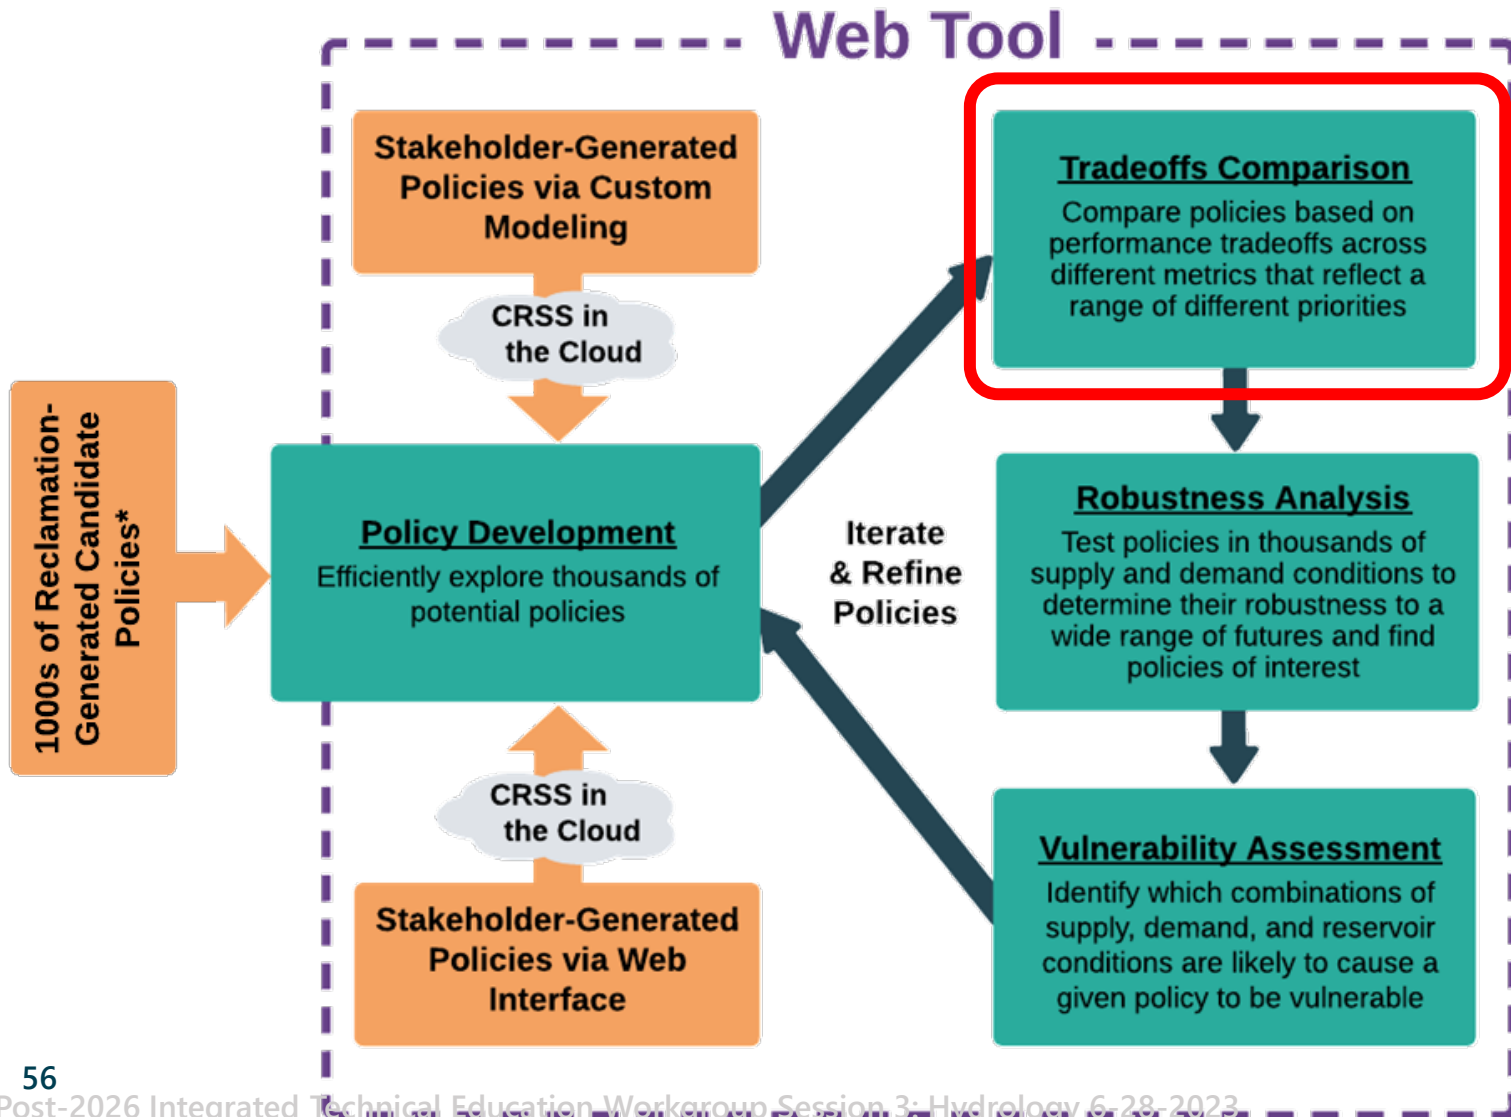 Web Tool
Stakeholder-Generated
Policies via Custom
Modeling
CRSS in
the Cloud
1000s of Reclamation-
Generated Candidate
Policies*
Policy Development
Efficiently explore thousands of
potential policies
CRSS in
the Cloud
Stakeholder-Generated
Policies via Web
Interface
Iterate
& Refine
Policies
Tradeoffs Comparison
Compare policies based on
performance tradeoffs across
different metrics that reflect a
range of different priorities
Robustness Analysis
Test policies in thousands of
supply and demand conditions to
determine their robustness to a
wide range of futures and find
policies of interest
Vulnerability Assessment
Identify which combinations of
supply, demand, and reservoir
conditions are likely to cause a
given policy to be vulnerable
56
Post-2026 Integrated Technical Education Workgroup Session 3: Hydrology 6-28-2023